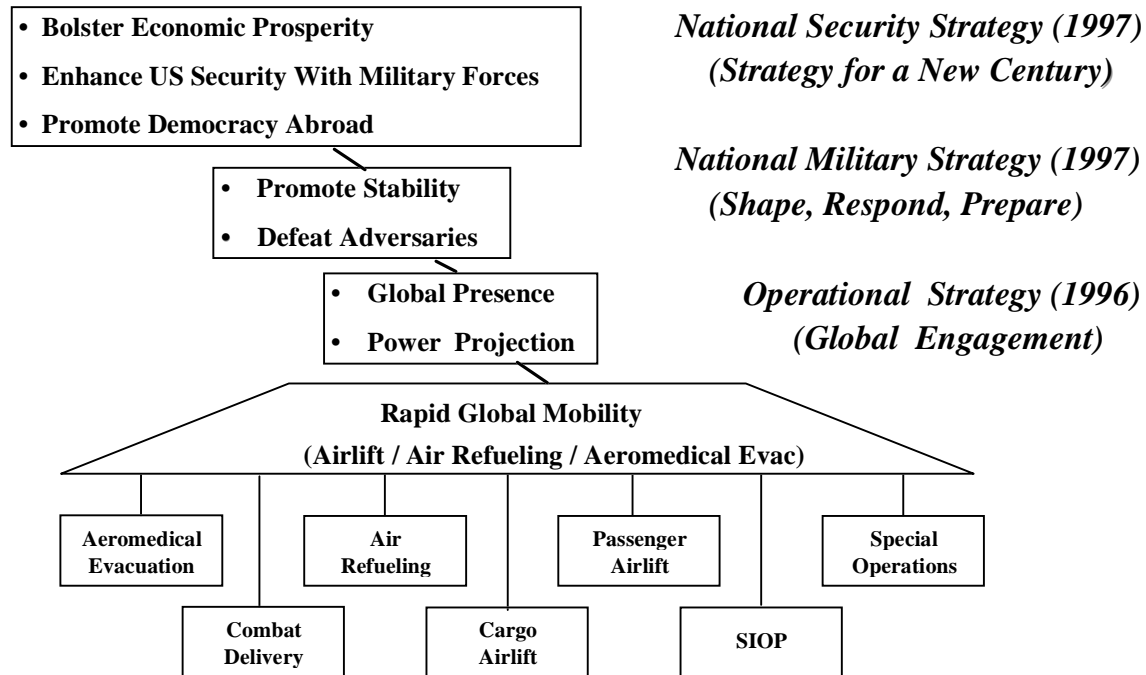 • Bolster Economic Prosperity
• Enhance US Security With Military Forces
• Promote Democracy Abroad
National Security Strategy (1997)
(Strategy for a New Century)
• Promote Stability
• Defeat Adversaries
National Military Strategy (1997)
(Shape, Respond, Prepare)
• Global Presence
• Power Projection
Operational Strategy (1996)
(Global Engagement)
Rapid Global Mobility
(Airlift / Air Refueling / Aeromedical Evac)
Aeromedical
Evacuation
Air
Refueling
Passenger
Airlift
Special
Operations
Combat
Delivery
Cargo
Airlift
SIOP